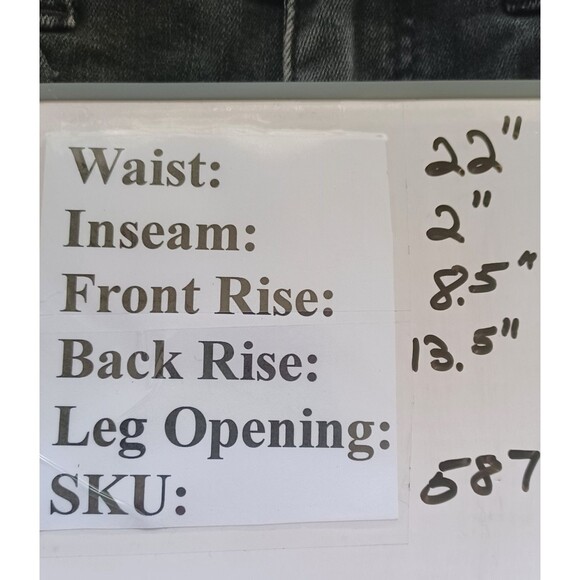 Waist: 22"
Inseam: 2"
Front Rise: 8.5"
Back Rise: 13.5"
Leg Opening:
SKU: 587